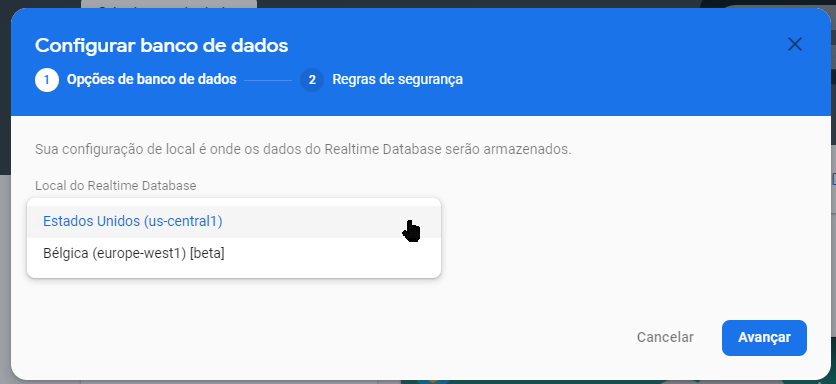 Configurar banco de dados
1 Opções de banco de dados 2 Regras de segurança
Sua configuração de local é onde os dados do Realtime Database serão armazenados.
Local do Realtime Database
Estados Unidos (us-central1)
Bélgica (europe-west1) [beta]
Cancelar Avançar